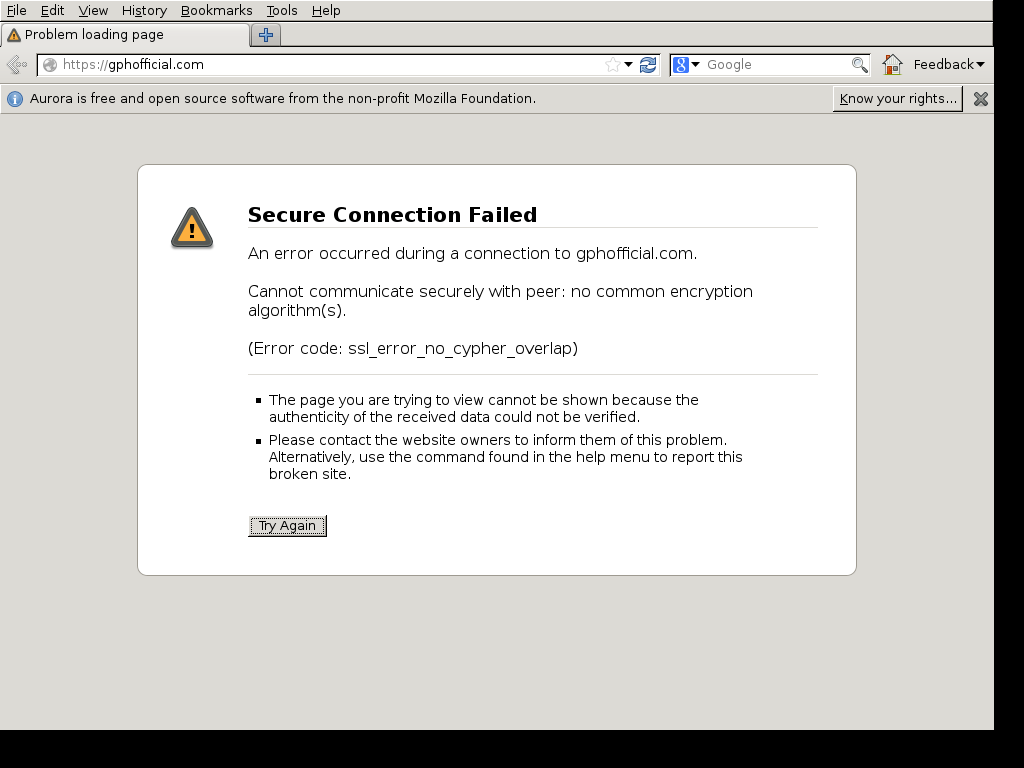 File Edit View History Bookmarks Tools Help
Problem loading page
https://gphofficial.com
Google
Feedback
Aurora is free and open source software from the non-profit Mozilla Foundation.
Know your rights...
Secure Connection Failed
An error occurred during a connection to gphofficial.com.
Cannot communicate securely with peer: no common encryption
algorithm(s).
(Error code: ssl_error_no_cypher_overlap)
The page you are trying to view cannot be shown because the
authenticity of the received data could not be verified.
Please contact the website owners to inform them of this problem.
Alternatively, use the command found in the help menu to report this
broken site.
Try Again